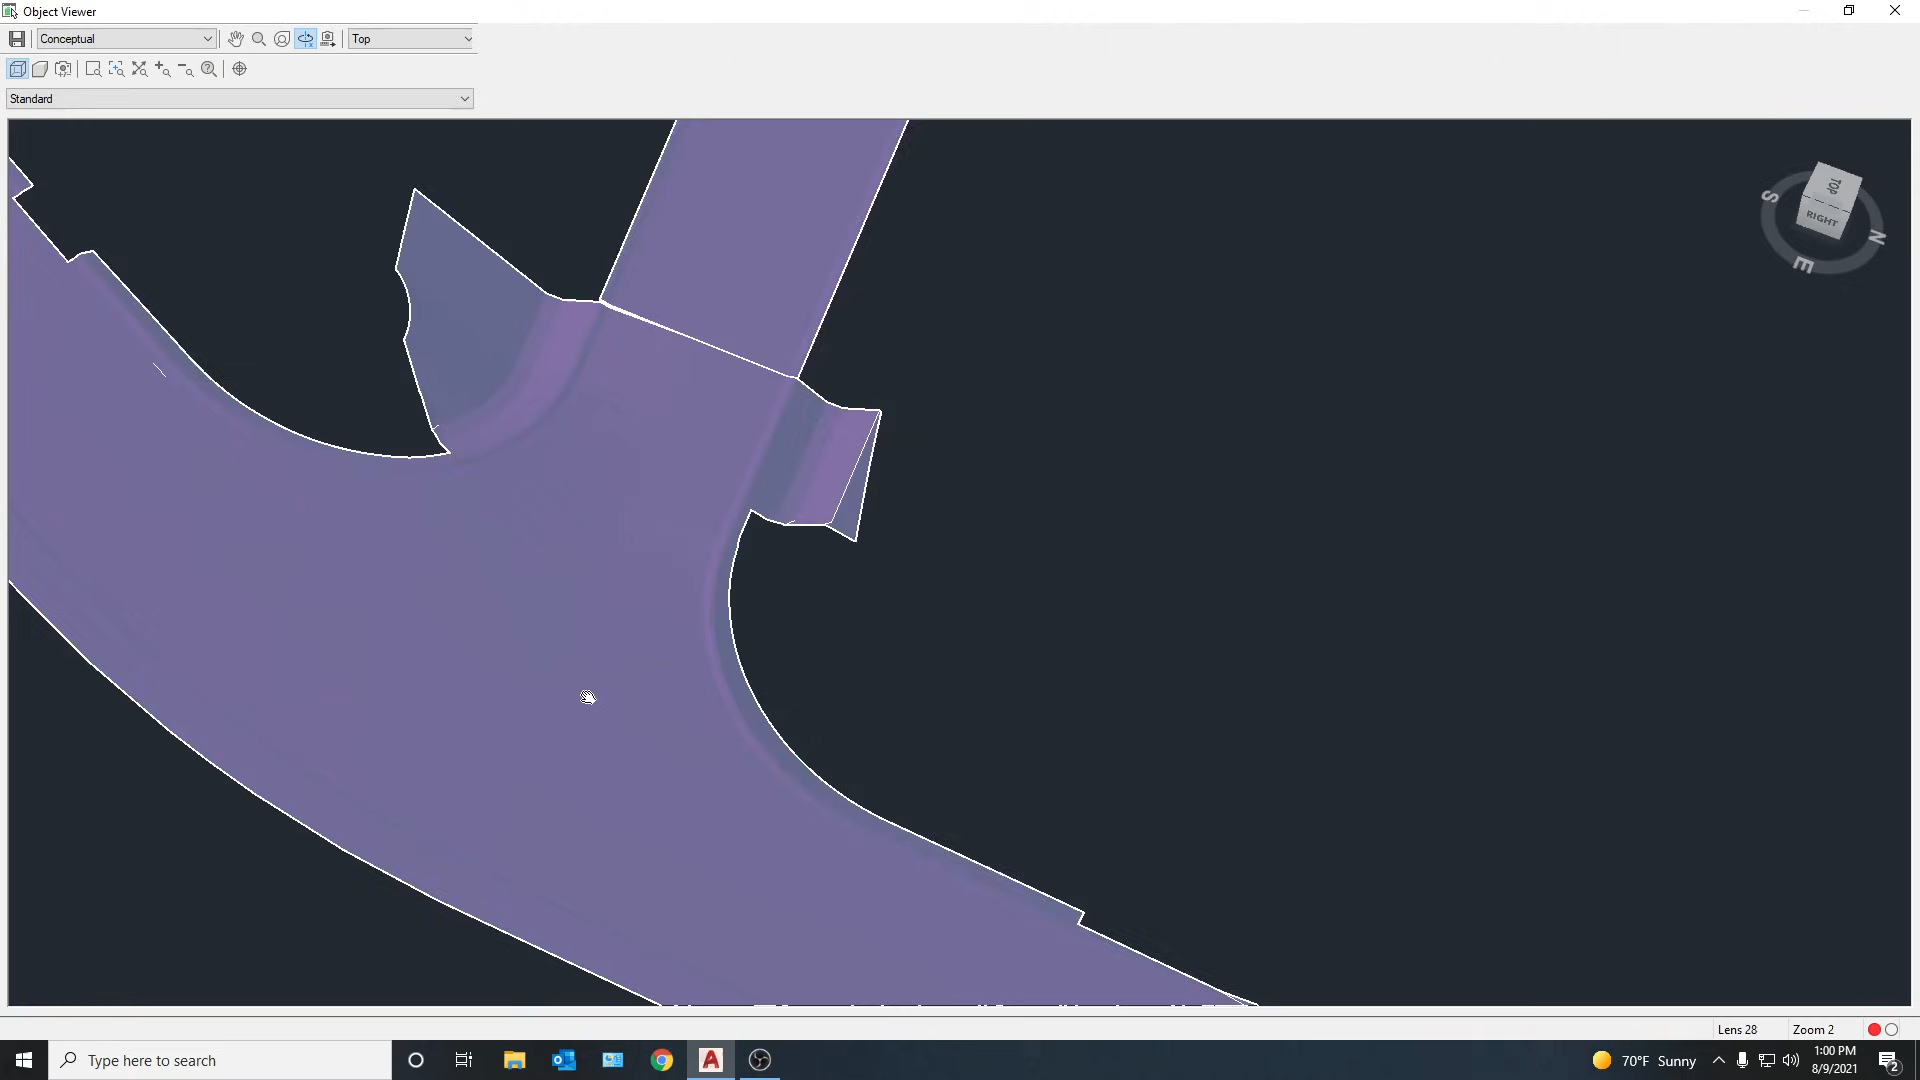 Object Viewer
Conceptual
Top
Standard
TOP
RIGHT
S
N
E
Lens 28
Zoom 2
Type here to search
70°F Sunny
1:00 PM
8/9/2021
2